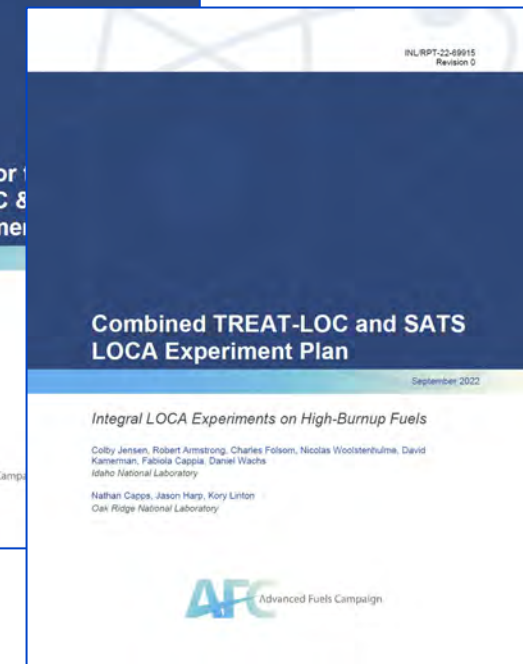 INL/RPT-22-69915
Revision 0
or
C &
Combined TREAT-LOC and SATS
LOCA Experiment Plan
September 2022
Integral LOCA Experiments on High-Burnup Fuels
Colby Jensen, Robert Armstrong, Charles Folsom, Nicolas Woolstenhulme, David
Kamerman, Fabiola Cappia, Daniel Wachs
Idaho National Laboratory
Nathan Capps, Jason Harp, Kory Linton
Oak Ridge National Laboratory
AFC Advanced Fuels Campaign